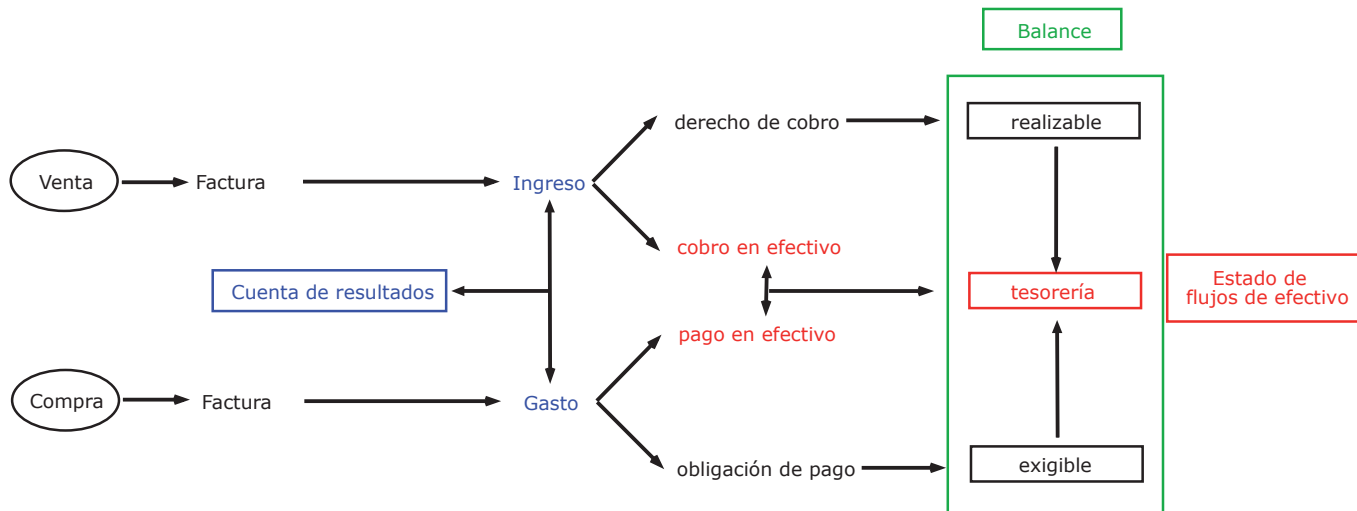 Balance
derecho de cobro
realizable
Venta
Factura
Ingreso
cobro en efectivo
Cuenta de resultados
tesorería
Estado de
flujos de efectivo
pago en efectivo
Compra
Factura
Gasto
obligación de pago
exigible